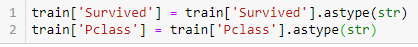 1 train['Survived'] = train['Survived'].astype(str)
2 train['Pclass'] = train['Pclass'].astype(str)